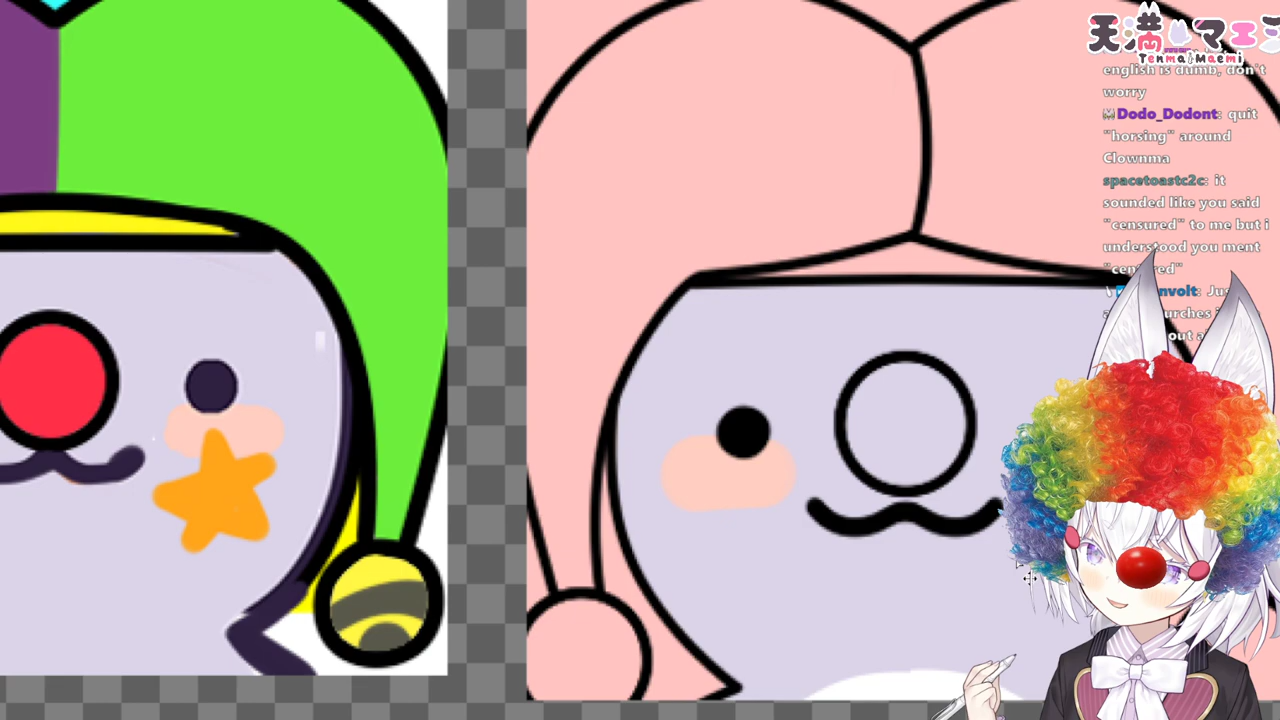 天満マエミ
Tenma Maemi
english is dumb, don't
worry
Dodo_Dodont: quit
"horsing" around
Clownma
spacetoastc2c: it
sounded like you said
"censured" to me but i
understood you ment